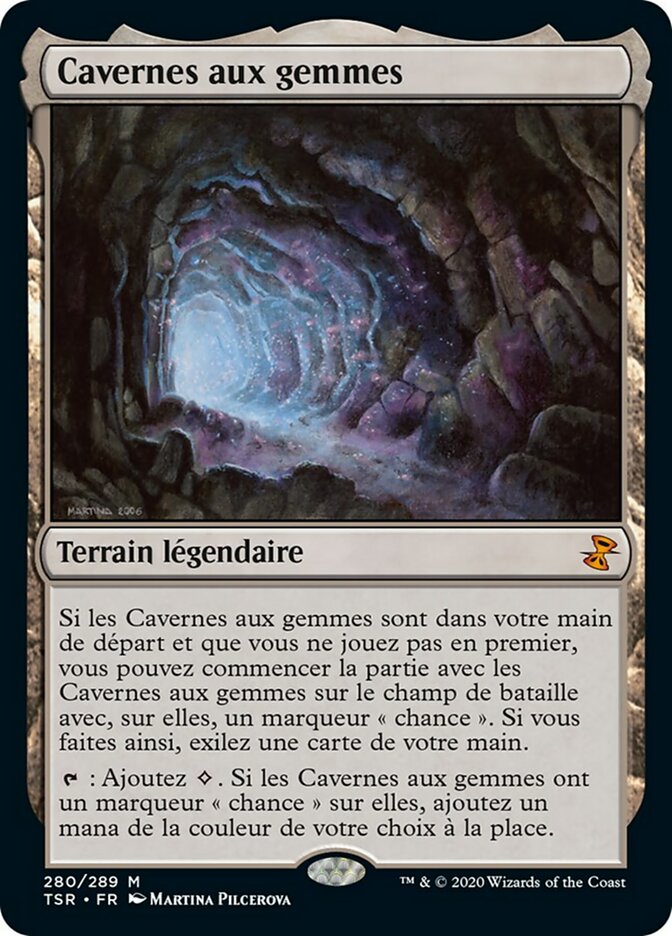 Cavernes aux gemmes
MARTINA 2006
Terrain légendaire
Si les Cavernes aux gemmes sont dans votre main
de départ et que vous ne jouez pas en premier,
vous pouvez commencer la partie avec les
Cavernes aux gemmes sur le champ de bataille
avec, sur elles, un marqueur « chance ». Si vous
faites ainsi, exilez une carte de votre main.
: Ajoutez . Si les Cavernes aux gemmes ont
un marqueur « chance » sur elles, ajoutez un
mana de la couleur de votre choix à la place.
280/289 M
™ & © 2020 Wizards of the Coast
TSR • FR Martina Pilcerova